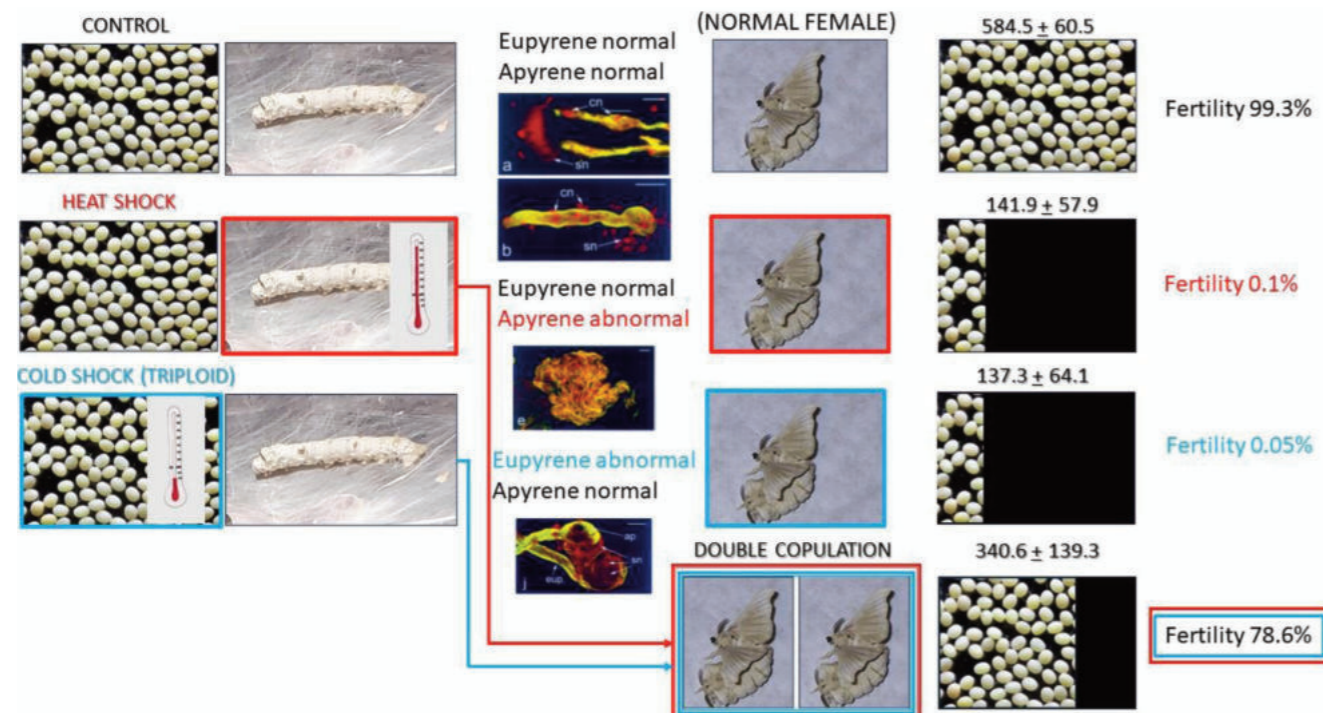 CONTROL
Eupyrene normal
Apyrene normal
(NORMAL FEMALE)
584.5 ± 60.5
Fertility 99.3%
cn
sn
a
cn
sn
b
HEAT SHOCK
Eupyrene normal
Apyrene abnormal
141.9 ± 57.9
Fertility 0.1%
e
COLD SHOCK (TRIPLOID)
Eupyrene abnormal
Apyrene normal
137.3 ± 64.1
Fertility 0.05%
ap
sn
eup
DOUBLE COPULATION
340.6 ± 139.3
Fertility 78.6%